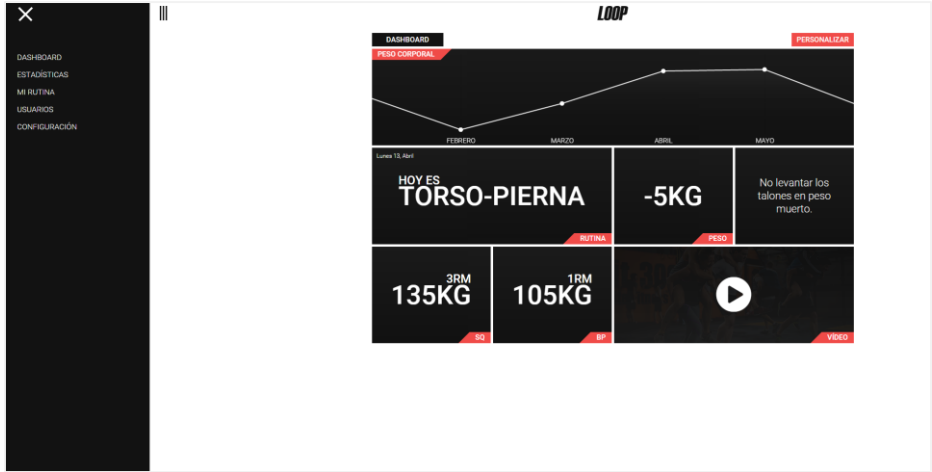 LOOP
DASHBOARD
ESTADÍSTICAS
MI RUTINA
USUARIOS
CONFIGURACIÓN
DASHBOARD
PERSONALIZAR
PESO CORPORAL
FEBRERO
MARZO
ABRIL
MAYO
Lunes 13, Abril
HOY ES
TORSO-PIERNA
RUTINA
-5KG
PESO
No levantar los
talones en peso
muerto.
3RM
135KG
SQ
1RM
105KG
BP
VÍDEO